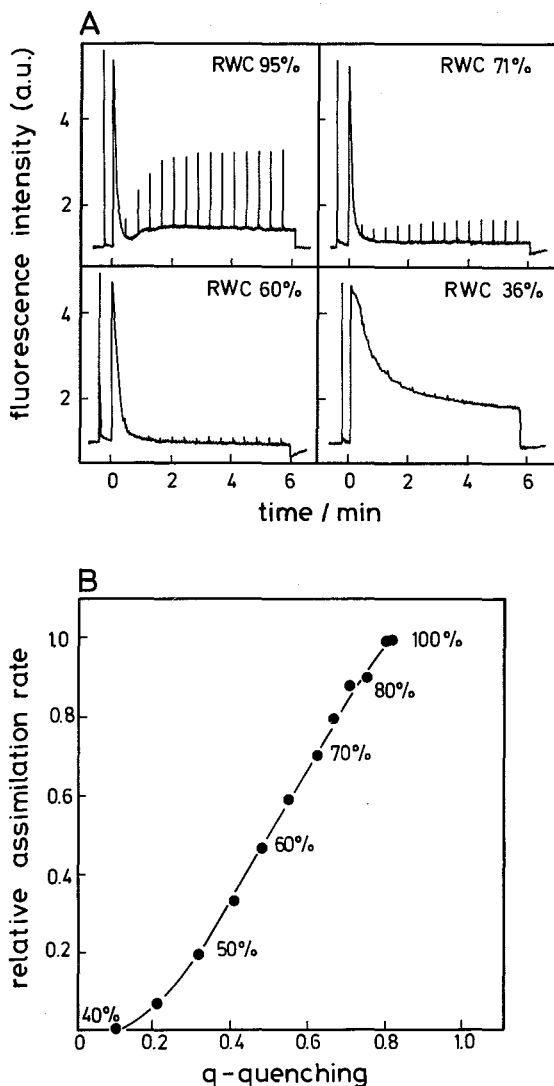 A
fluorescence intensity (a.u.)
RWC 95%
RWC 71%
4
2
RWC 60%
RWC 36%
4
2
0 2 4 6 0 2 4 6
time / min
B
relative assimilation rate
1.0
0.8
0.6
0.4
0.2
100%
80%
70%
60%
50%
40%
0 0.2 0.4 0.6 0.8 1.0
q-quenching